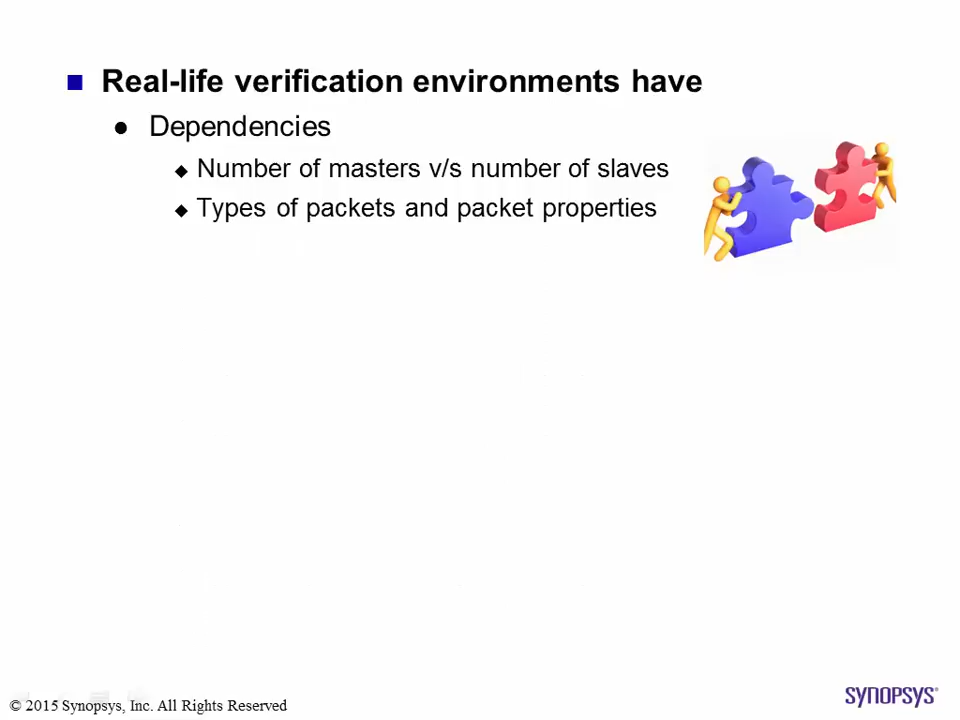 Real-life verification environments have
Dependencies
Number of masters v/s number of slaves
Types of packets and packet properties
© 2015 Synopsys, Inc. All Rights Reserved
SYNOPSYS®